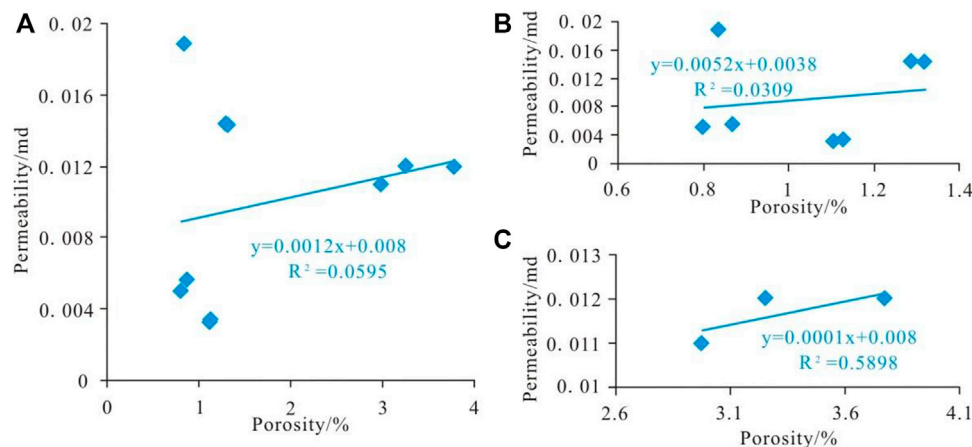 A
Permeability/md
0. 02
0. 016
0. 012
0. 008
0. 004
0
y=0.0012x+0.008
R² =0.0595
0
1
2
3
4
Porosity/%
B
Permeability/md
0. 02
0. 016
0. 012
0. 008
0. 004
0
y=0.0052x+0.0038
R² =0.0309
0.6
0.8
1
1.2
1.4
Porosity/%
C
Permeability/md
0. 013
0. 012
0. 011
0. 01
y=0.0001x+0.008
R² =0.5898
2.6
3.1
3.6
4.1
Porosity/%